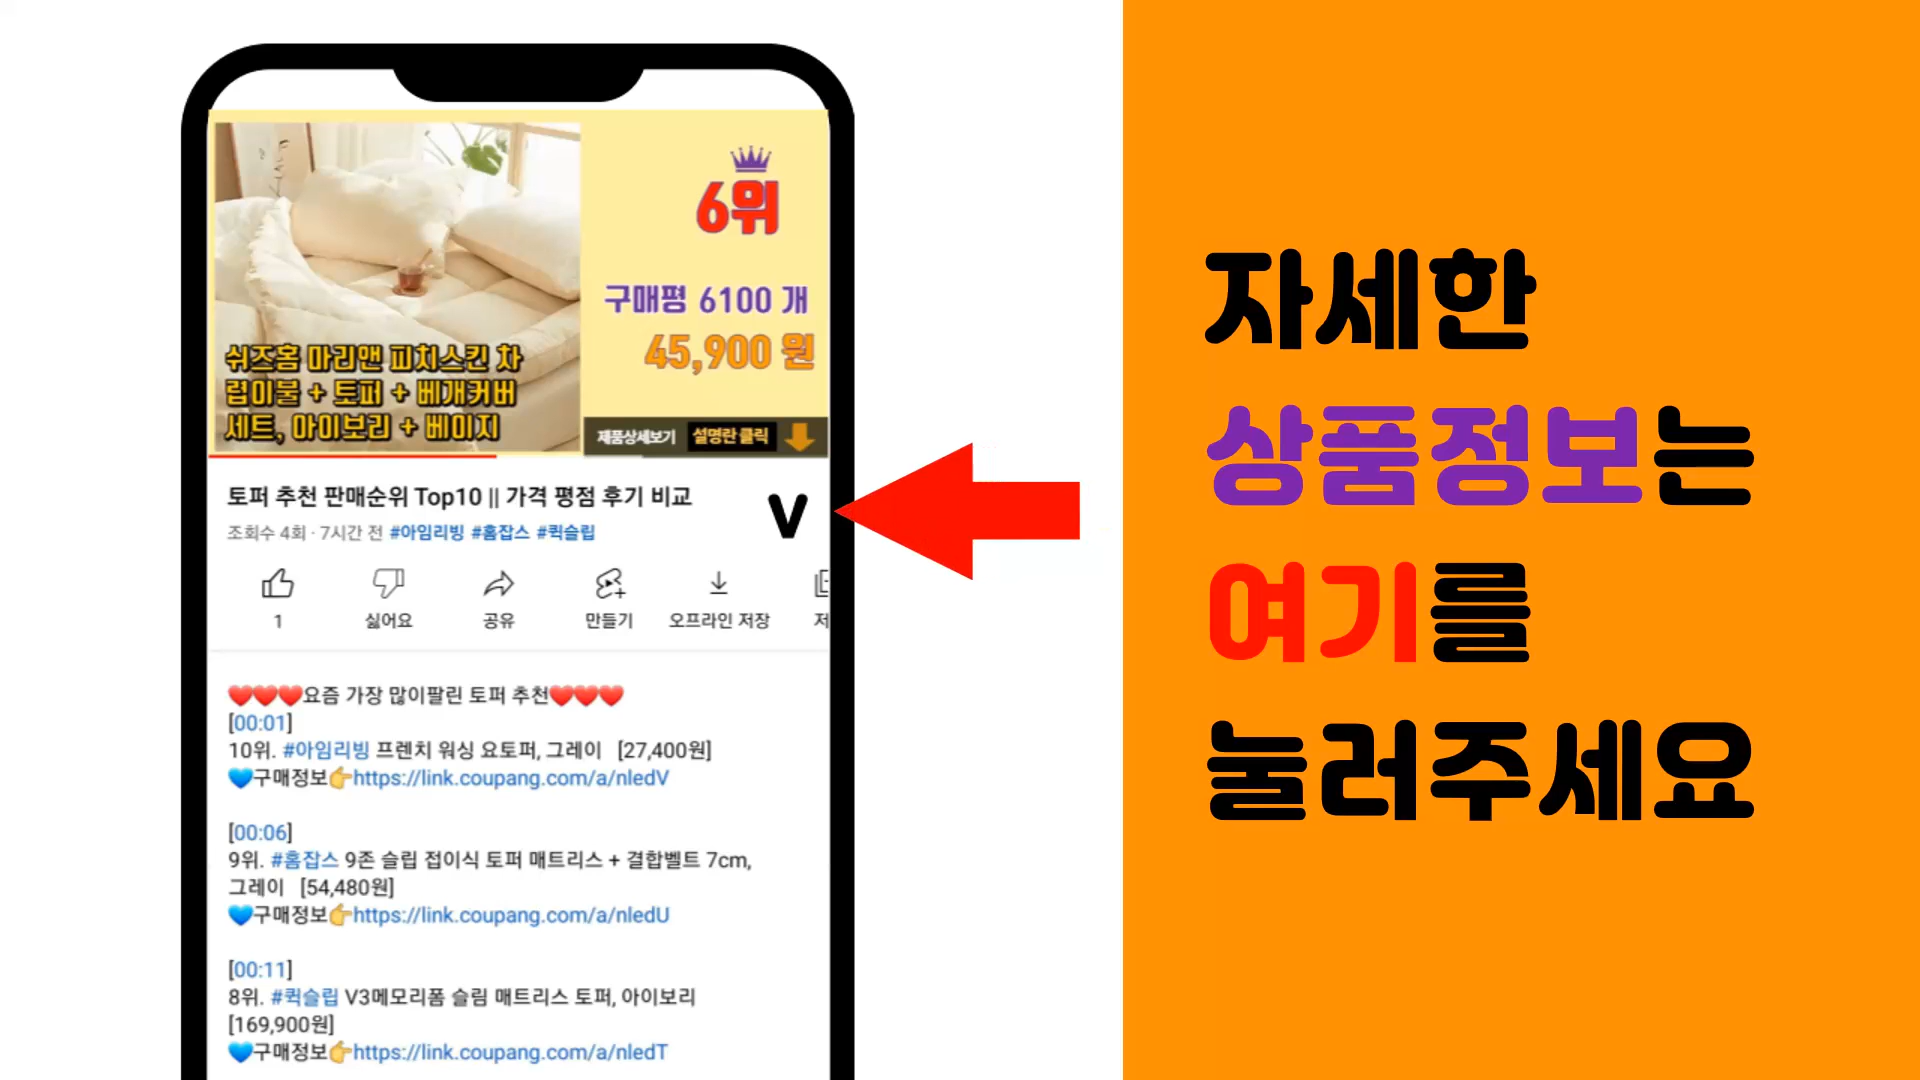 6위
구매평 6100 개
45,900 원
쉬즈홈 마리앤 피치스킨 차
렵이불 + 토퍼 + 베개커버
세트, 아이보리 + 베이지
제품상세보기 설명란 클릭
토퍼 추천 판매순위 Top10 || 가격 평점 후기 비교
V
조회수 4회 · 7시간 전 #아임리빙 #홈잡스 #퀵슬립
1 싫어요 공유 만들기 오프라인 저장 저
❤️❤️❤️요즘 가장 많이팔린 토퍼 추천❤️❤️❤️
[00:01]
10위. #아임리빙 프렌치 워싱 요토퍼, 그레이 [27,400원]
💙구매정보👉https://link.coupang.com/a/nledV
[00:06]
9위. #홈잡스 9존 슬립 접이식 토퍼 매트리스 + 결합벨트 7cm,
그레이 [54,480원]
💙구매정보👉https://link.coupang.com/a/nledU
[00:11]
8위. #퀵슬립 V3메모리폼 슬림 매트리스 토퍼, 아이보리
[169,900원]
💙구매정보👉https://link.coupang.com/a/nledT
자세한
상품정보는
여기를
눌러주세요